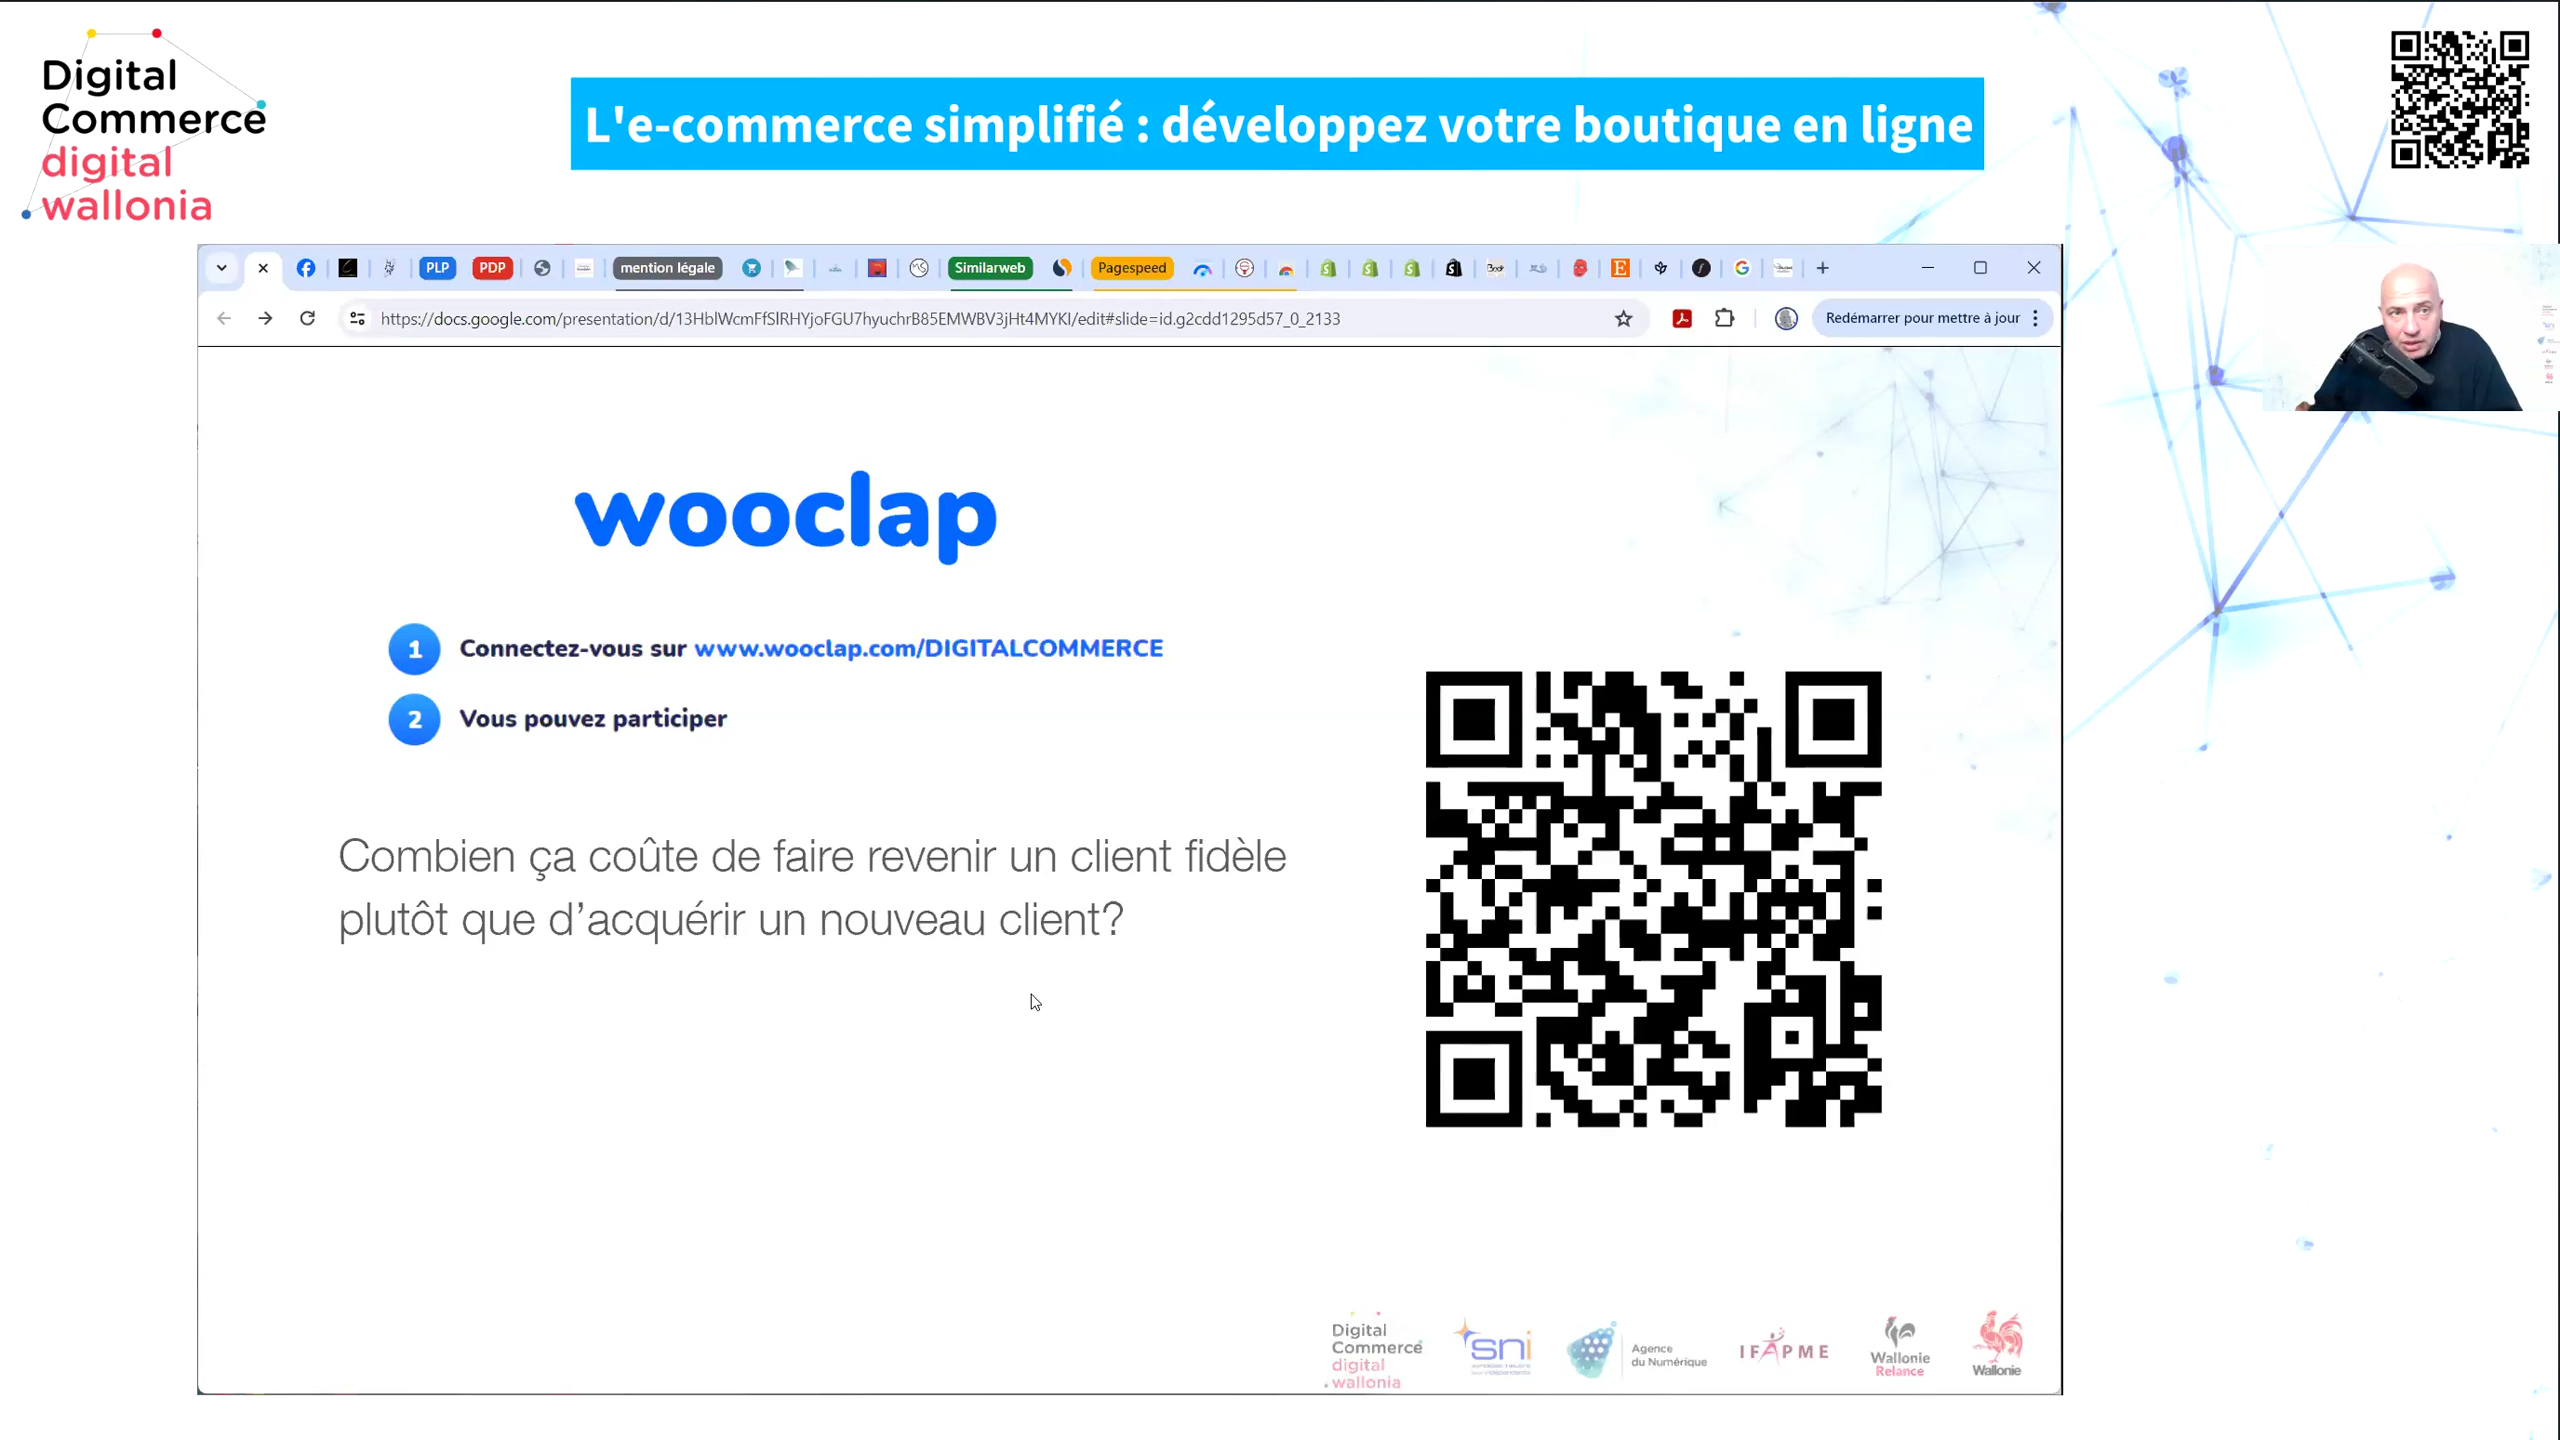 Digital
Commerce
digital
wallonia
L'e-commerce simplifié : développez votre boutique en ligne
PLP
PDP
mention légale
Similarweb
Pagespeed
https://docs.google.com/presentation/d/13HblWcmFfSlRHYjoFGU7hyuchrB85EMWBV3jHt4MYKI/edit#slide=id.g2cdd1295d57_0_2133
Redémarrer pour mettre à jour
wooclap
1 Connectez-vous sur www.wooclap.com/DIGITALCOMMERCE
2 Vous pouvez participer
Combien ça coûte de faire revenir un client fidèle
plutôt que d’acquérir un nouveau client?
Digital
Commerce
digital
wallonia
sni
Agence
du Numérique
IFAPME
Wallonie
Relance
Wallonie